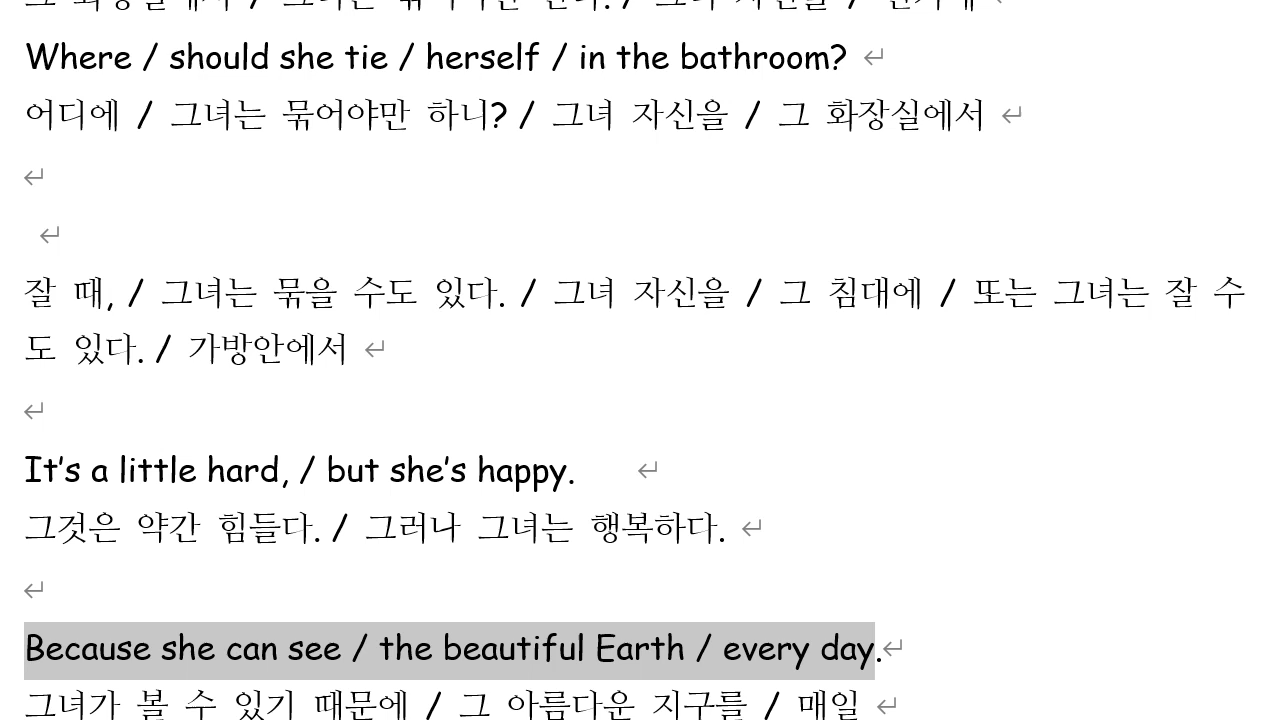 Where / should she tie / herself / in the bathroom?
어디에 / 그녀는 묶어야만 하니? / 그녀 자신을 / 그 화장실에서
잘 때, / 그녀는 묶을 수도 있다. / 그녀 자신을 / 그 침대에 / 또는 그녀는 잘 수
도 있다. / 가방안에서
It's a little hard, / but she's happy.
그것은 약간 힘들다. / 그러나 그녀는 행복하다.
Because she can see / the beautiful Earth / every day.
그녀가 볼 수 있기 때문에 / 그 아름다운 지구를 / 매일